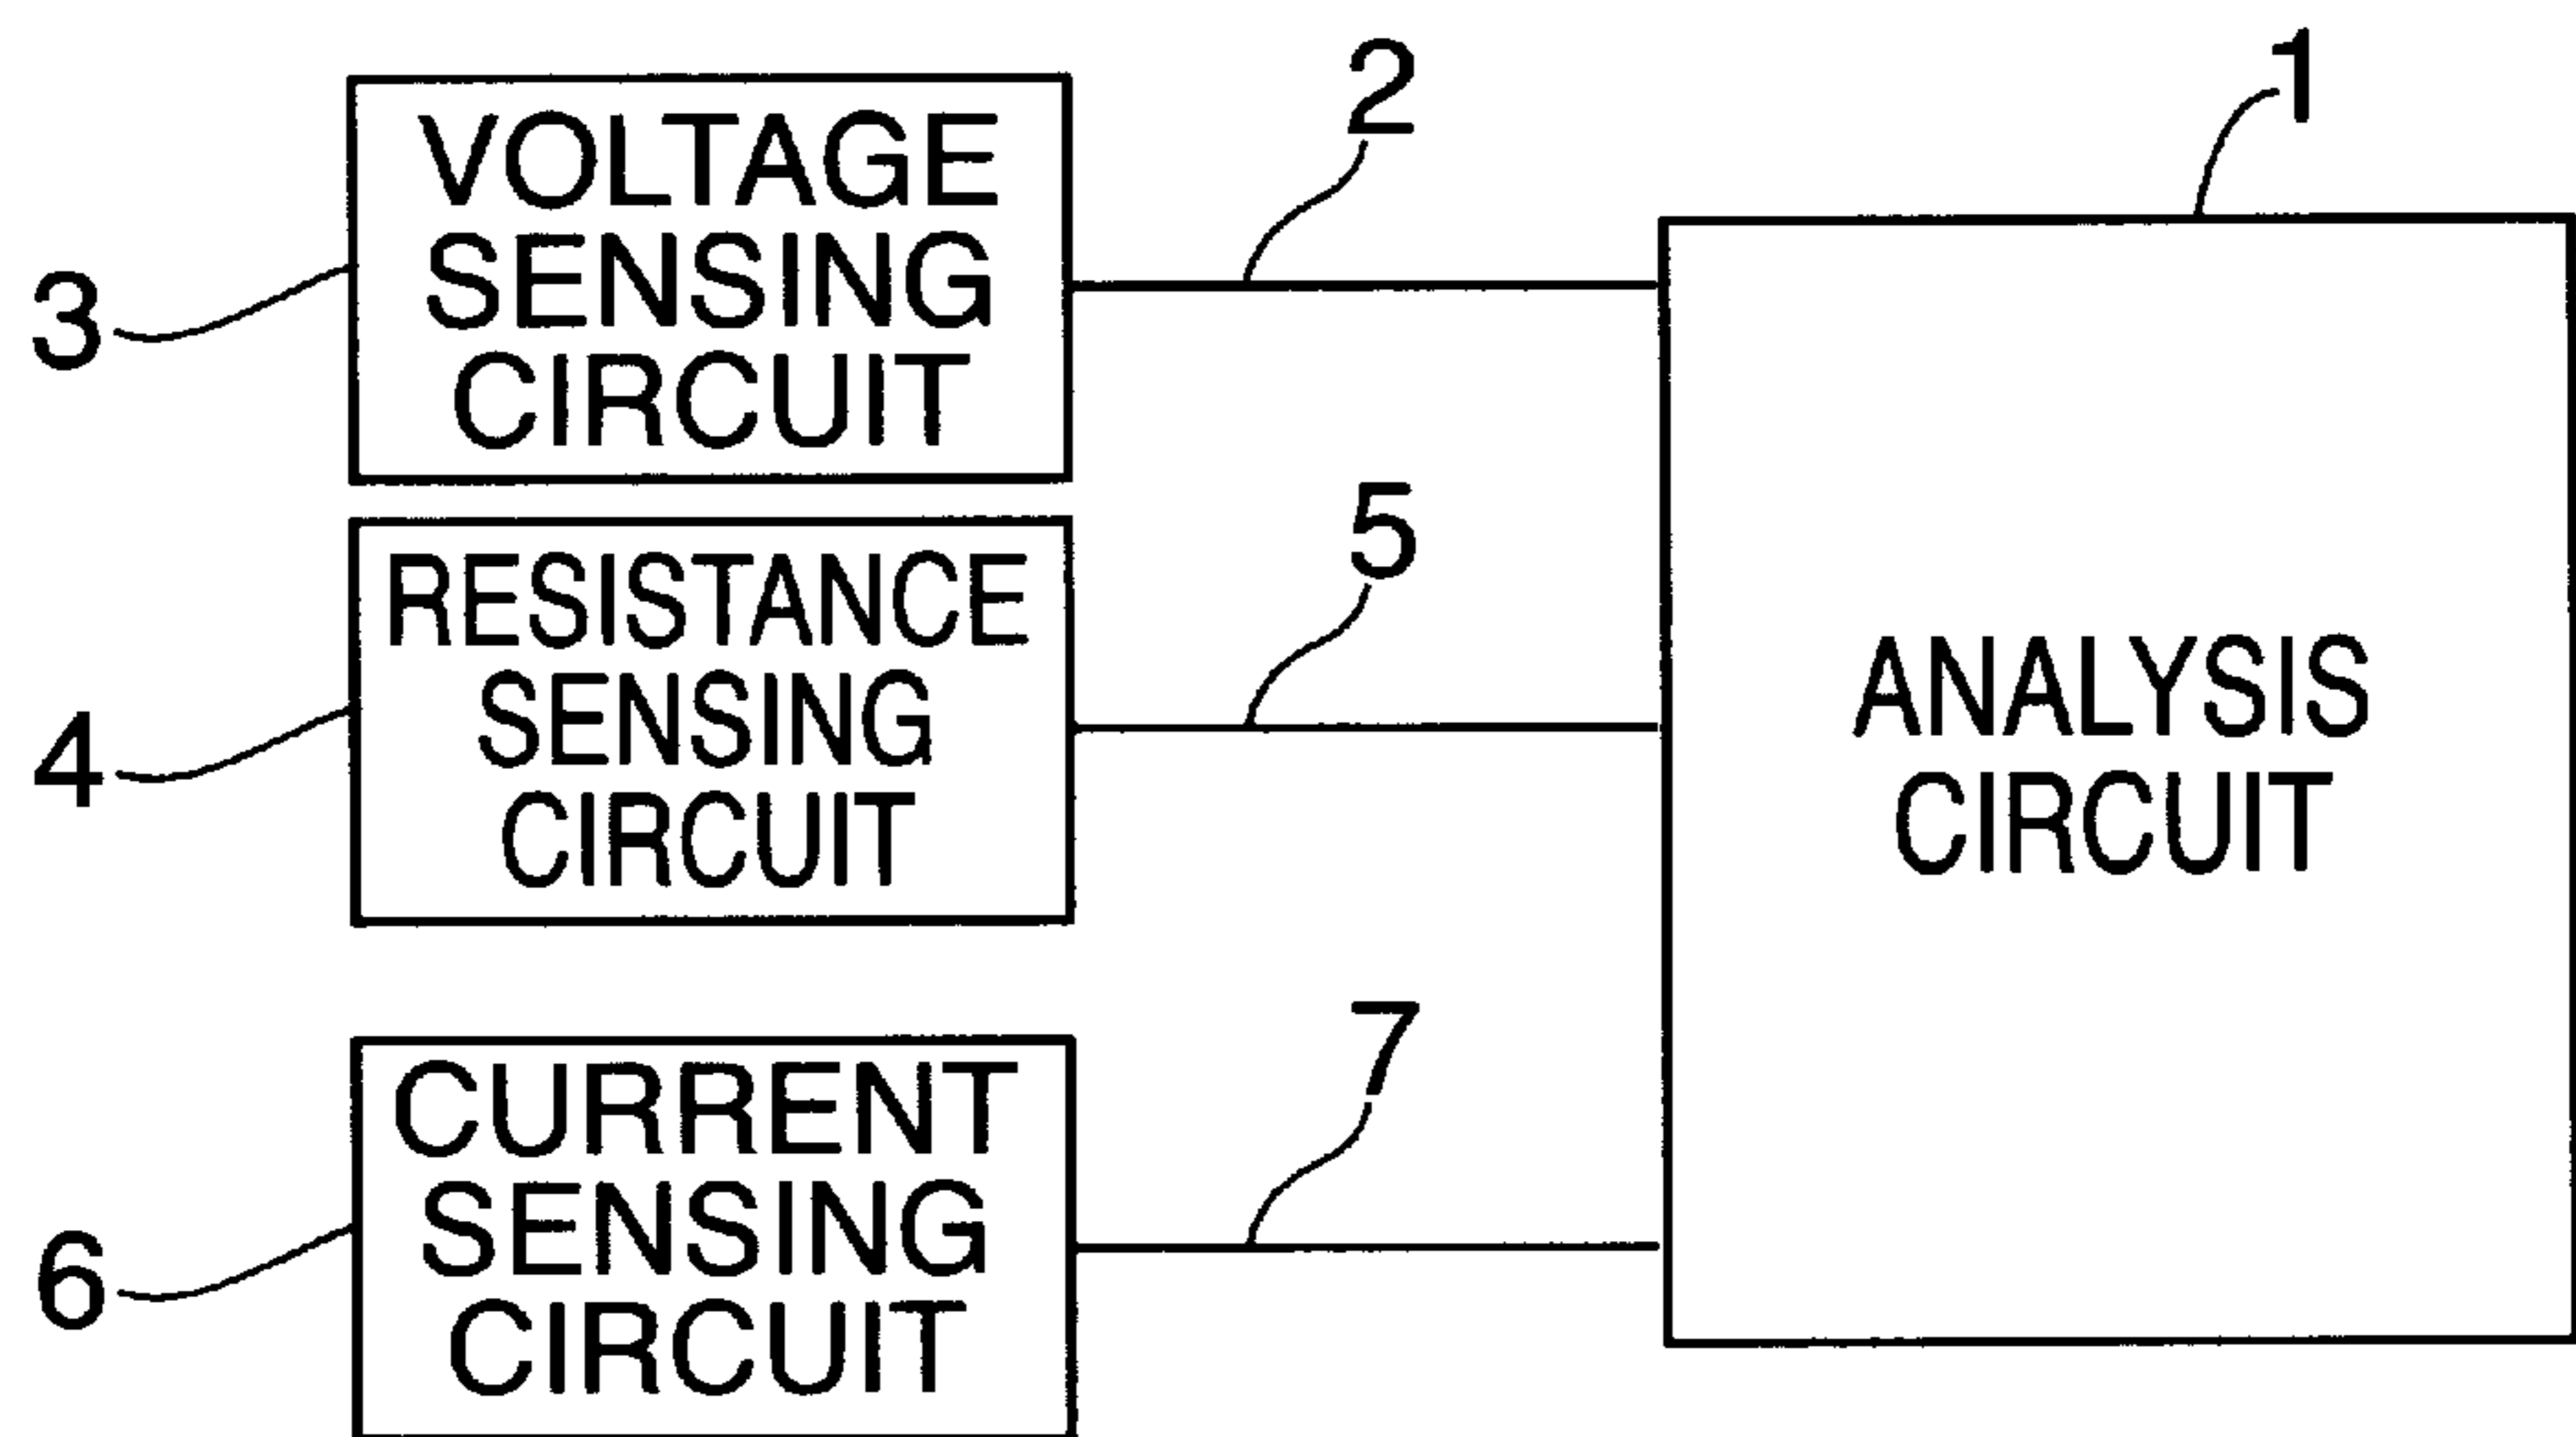 1
2
VOLTAGE
SENSING
CIRCUIT
3
5
RESISTANCE
SENSING
CIRCUIT
4
ANALYSIS
CIRCUIT
7
CURRENT
SENSING
CIRCUIT
6